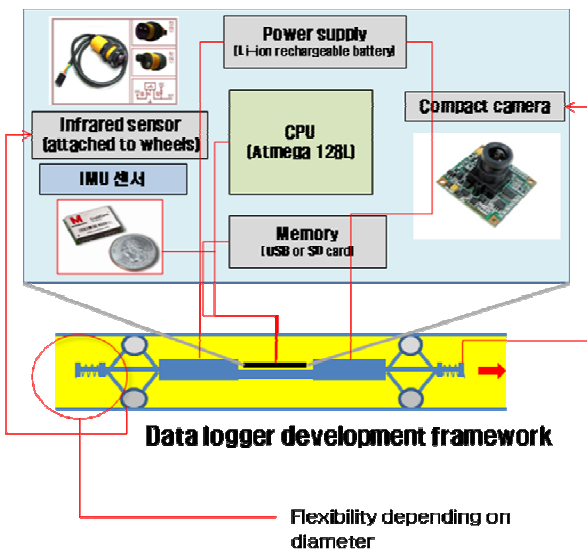 Power supply
(Li-ion rechargeable battery)
Infrared sensor
(attached to wheels)
CPU
(Atmega 128L)
Compact camera
IMU 센서
Memory
(USB or SD card)
Data logger development framework
Flexibility depending on
diameter